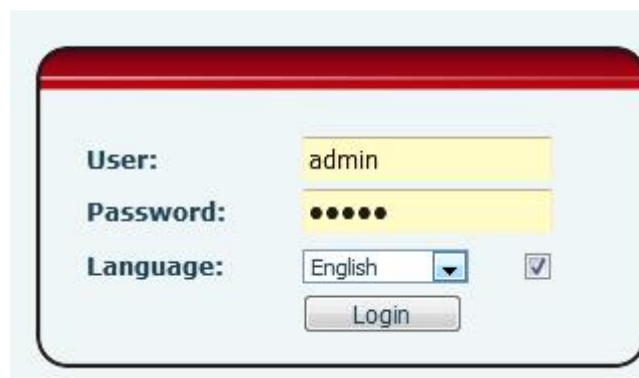 User: admin
Password: •••••
Language: English
Login